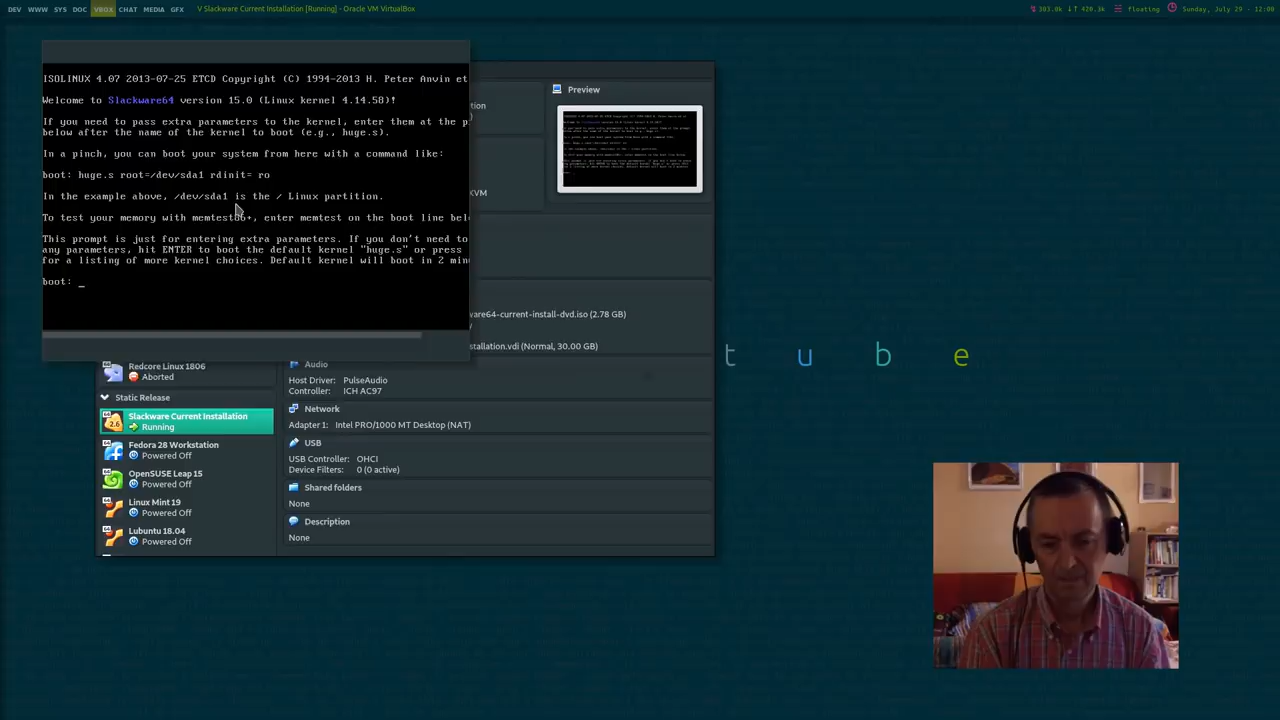 DEV WWW SYS DOC VBOX CHAT MEDIA GFX
V Slackware Current Installation [Running] - Oracle VM VirtualBox
floating
Sunday, July 29 - 12:00
ISOLINUX 4.07 2013-07-25 ETCD Copyright (C) 1994-2013 H. Peter Anvin et
Welcome to Slackware64 version 15.0 (Linux kernel 4.14.58)!
If you need to pass extra parameters to the kernel, enter them at the p
below after the name of the kernel to boot (e.g., huge.s).
In a pinch, you can boot your system from here with a command like:
boot: huge.s root=/dev/sda1 rdinit= ro
In the example above, /dev/sda1 is the / Linux partition.
To test your memory with memtest86+, enter memtest on the boot line bel
This prompt is just for entering extra parameters. If you don't need to
any parameters, hit ENTER to boot the default kernel "huge.s" or press
for a listing of more kernel choices. Default kernel will boot in 2 min
boot: _
Preview
KVM
ware64-current-install-dvd.iso (2.78 GB)
stallation.vdi (Normal, 30.00 GB)
Redcore Linux 1806
Aborted
Static Release
Slackware Current Installation
Running
Fedora 28 Workstation
Powered Off
OpenSUSE Leap 15
Powered Off
Linux Mint 19
Powered Off
Lubuntu 18.04
Powered Off
Audio
Host Driver: PulseAudio
Controller: ICH AC97
Network
Adapter 1: Intel PRO/1000 MT Desktop (NAT)
USB
USB Controller: OHCI
Device Filters: 0 (0 active)
Shared folders
None
Description
None
t u b e